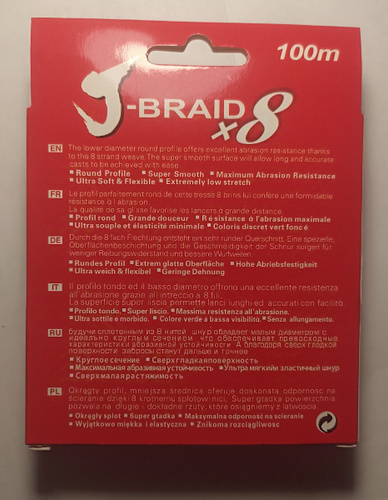 100m
J-BRAID
x8
EN The lower diameter round profile offers excellent abrasion resistance thanks
to the 8 strand weave. The super smooth surface will allow long and accurate
casts to be achieved with ease.
▪ Round Profile ▪ Super Smooth ▪ Maximum Abrasion Resistance
▪ Ultra Soft & Flexible ▪ Extremely low stretch
FR Le profil parfaitement rond de cette tresse 8 brins lui confère une formidable
résistance à l abrasion.
La qualité de sa glisse favorise les lancers à grande distance.
▪ Profil rond ▪ Grande douceur ▪ Résistance à l'abrasion maximale
▪ Ultra souple et élasticité minimale ▪ Coloris discret vert foncé
DE Durch die 8 fach Flechtung entsteht ein sehr runder Querschnitt. Eine spezielle,
Oberflächenbeschichtung und die Geschmeidigkeit der Schnur sorgen für
weniger Reibungswiderstand und bessere Wurfweiten.
▪ Rundes Profil ▪ Extrem glatte Oberfläche ▪ Hohe Abriebsfestigkeit
▪ Ultra weich & flexibel ▪ Geringe Dehnung
IT Il profilo tondo ed il basso diametro offrono una eccellente resistenza
all'abrasione grazie all'intreccio a 8 fili.
La superficie super liscia permette lanci lunghi ed accurati con facilità.
▪ Profilo tondo. ▪ Super liscio. ▪ Massima resistenza all'abrasione.
▪ Ultra sottile e morbido. ▪ Colore verde a bassa visibilità. ▪ Senza allungamento.
RU Будучи сплетенным из 8 нитей шнур обладает малым диаметром с
идеально круглым сечением, что обеспечивает превосходные
характеристики абразивной устойчивости. А благодаря сверх гладкой
поверхности забросы станут дальше и точнее
▪ Круглое сечение ▪ Сверхгладкая поверхность
▪ Максимальная абразивная устойчивость ▪ Ультра мягкий и эластичный шнур
▪ Сверхмалая растяжимость
PL Okrągły profil, mniejsza średnica oferuje doskonałą odporność na
ścieranie dzięki 8 krotnemu splotowi nici. Super gładka powierzchnia
pozwala na długie i dokładne rzuty, które osiągniemy z łatwością.
▪ Okrągły splot ▪ Super gładka ▪ Maksymalna odporność na ścieranie
▪ Wyjątkowo miękka i elastyczna ▪ Znikoma rozciągliwość